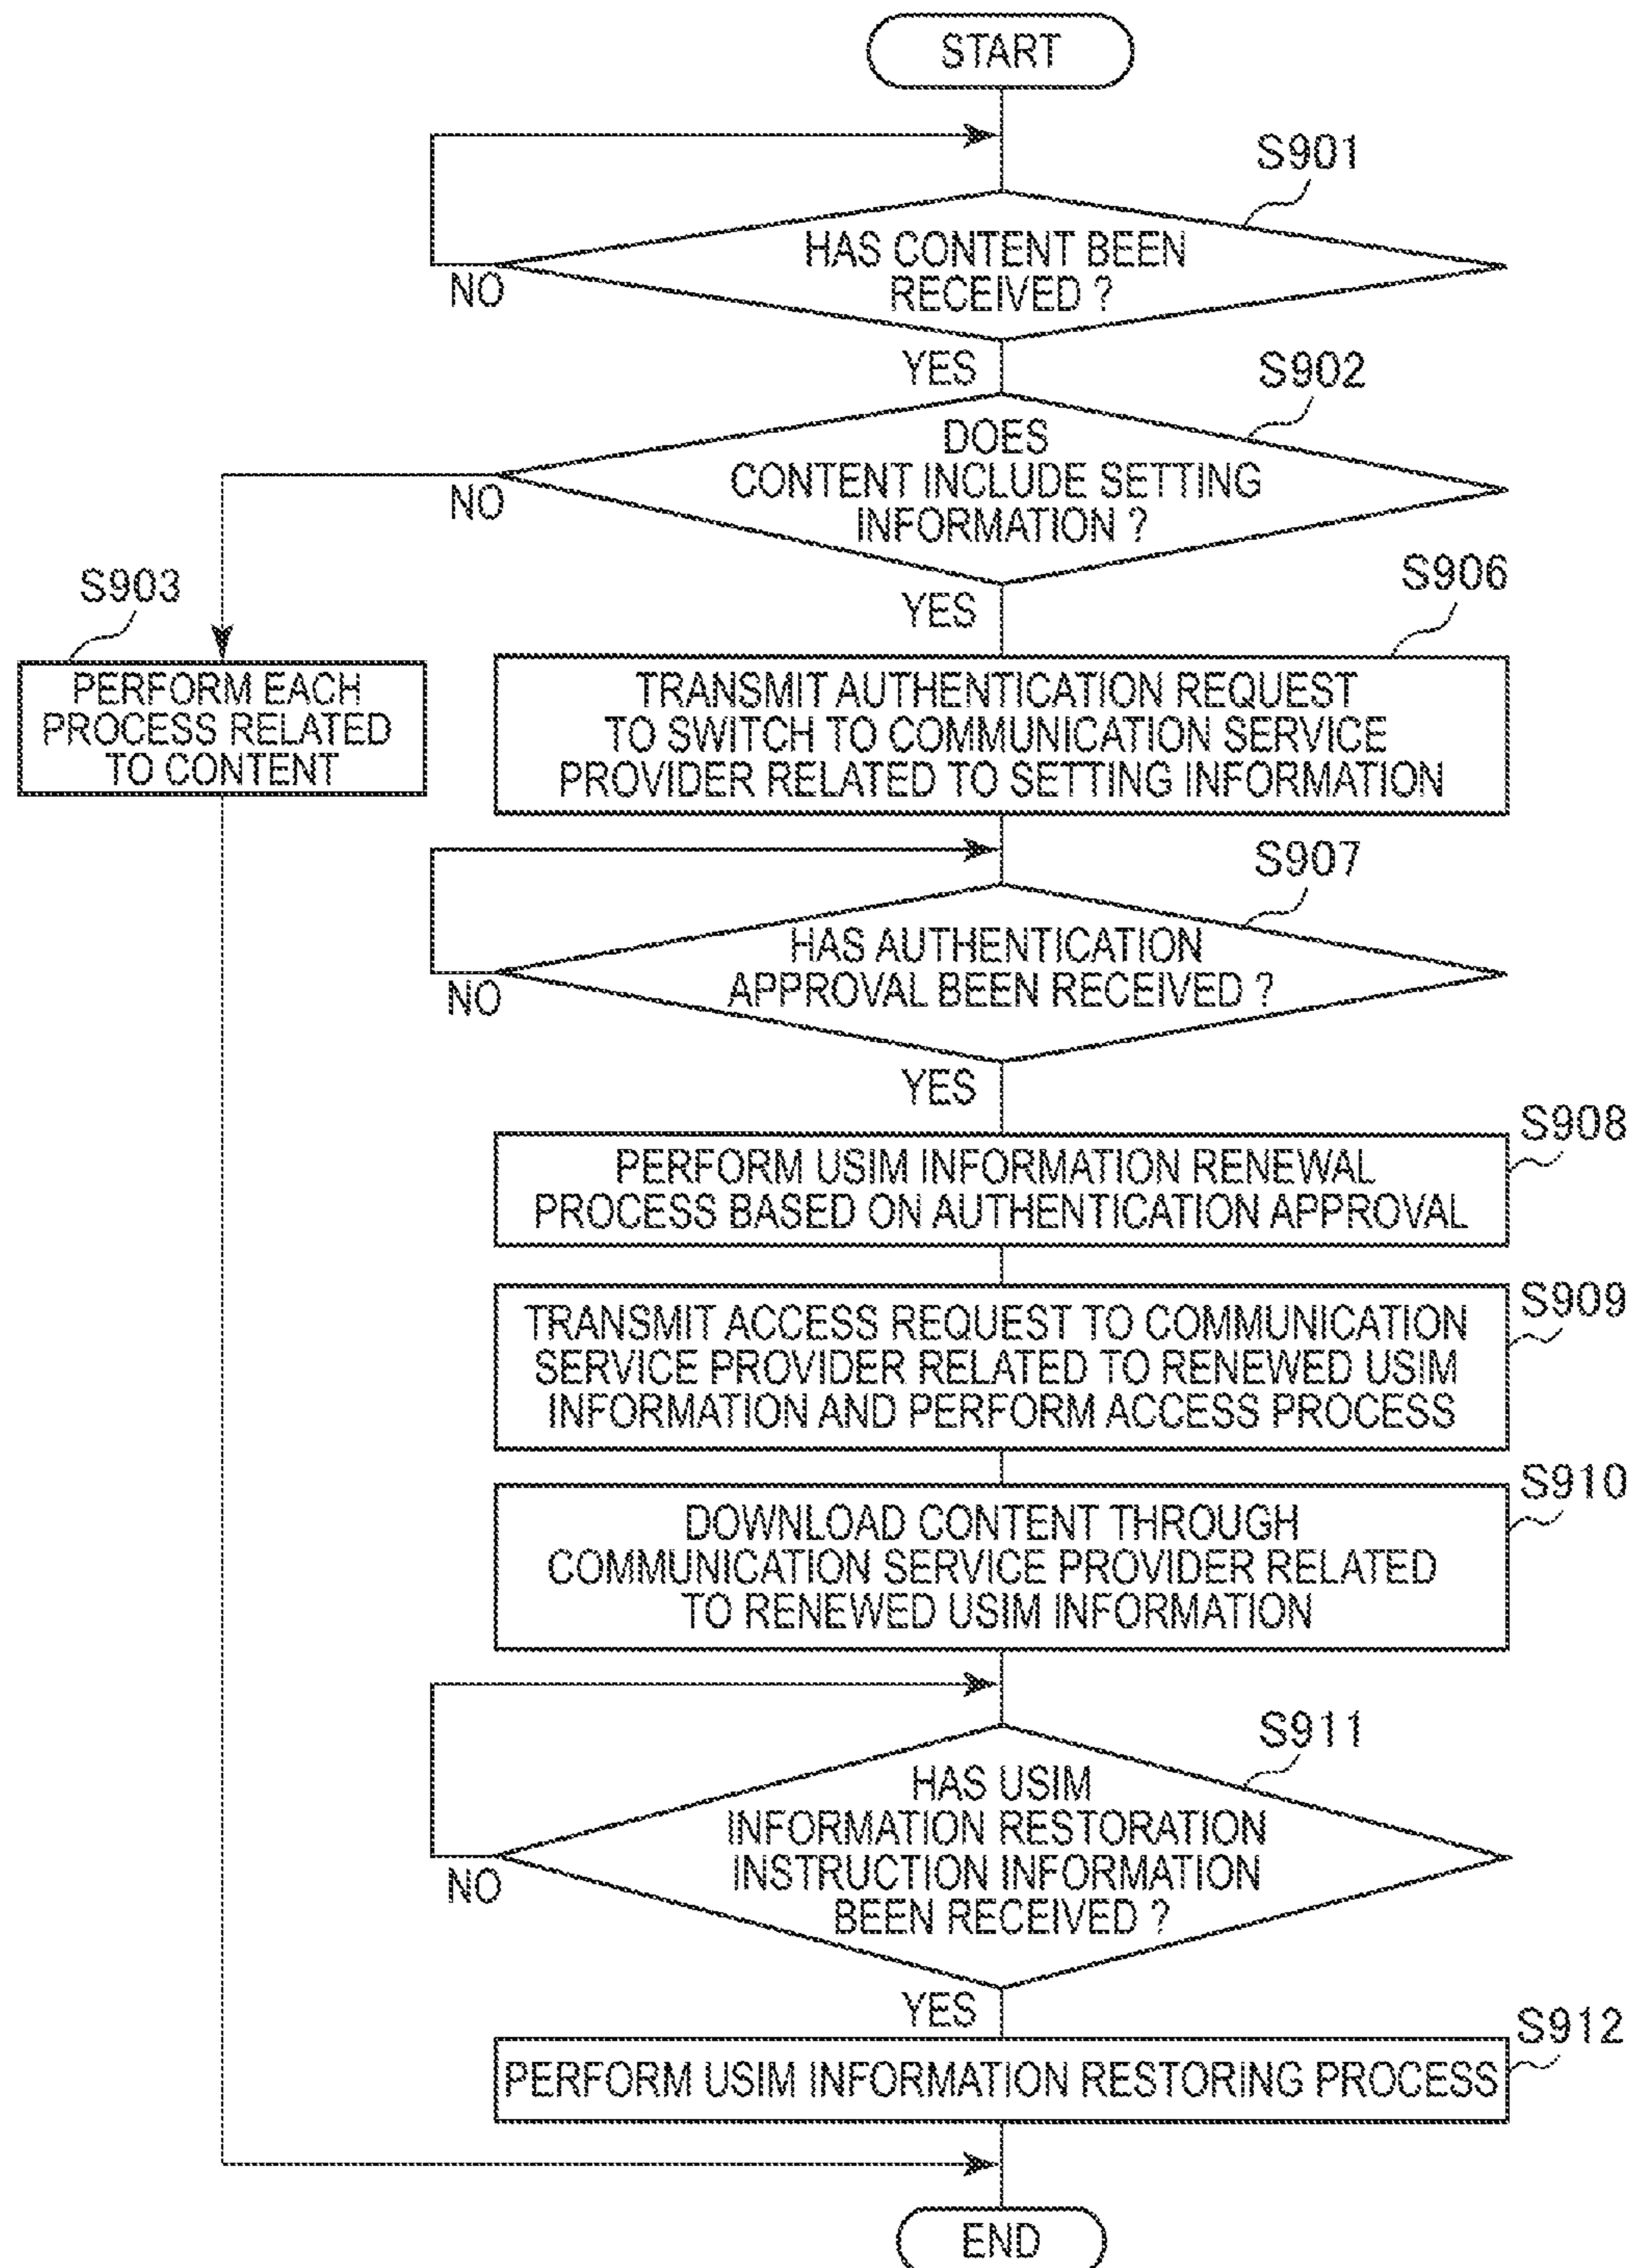 START
S901
HAS CONTENT BEEN
RECEIVED ?
NO
YES
S902
DOES
CONTENT INCLUDE SETTING
INFORMATION ?
NO
YES
S903
PERFORM EACH
PROCESS RELATED
TO CONTENT
S906
TRANSMIT AUTHENTICATION REQUEST
TO SWITCH TO COMMUNICATION SERVICE
PROVIDER RELATED TO SETTING INFORMATION
S907
HAS AUTHENTICATION
APPROVAL BEEN RECEIVED ?
NO
YES
S908
PERFORM USIM INFORMATION RENEWAL
PROCESS BASED ON AUTHENTICATION APPROVAL
S909
TRANSMIT ACCESS REQUEST TO COMMUNICATION
SERVICE PROVIDER RELATED TO RENEWED USIM
INFORMATION AND PERFORM ACCESS PROCESS
S910
DOWNLOAD CONTENT THROUGH
COMMUNICATION SERVICE PROVIDER RELATED
TO RENEWED USIM INFORMATION
S911
HAS USIM
INFORMATION RESTORATION
INSTRUCTION INFORMATION
BEEN RECEIVED ?
NO
YES
S912
PERFORM USIM INFORMATION RESTORING PROCESS
END